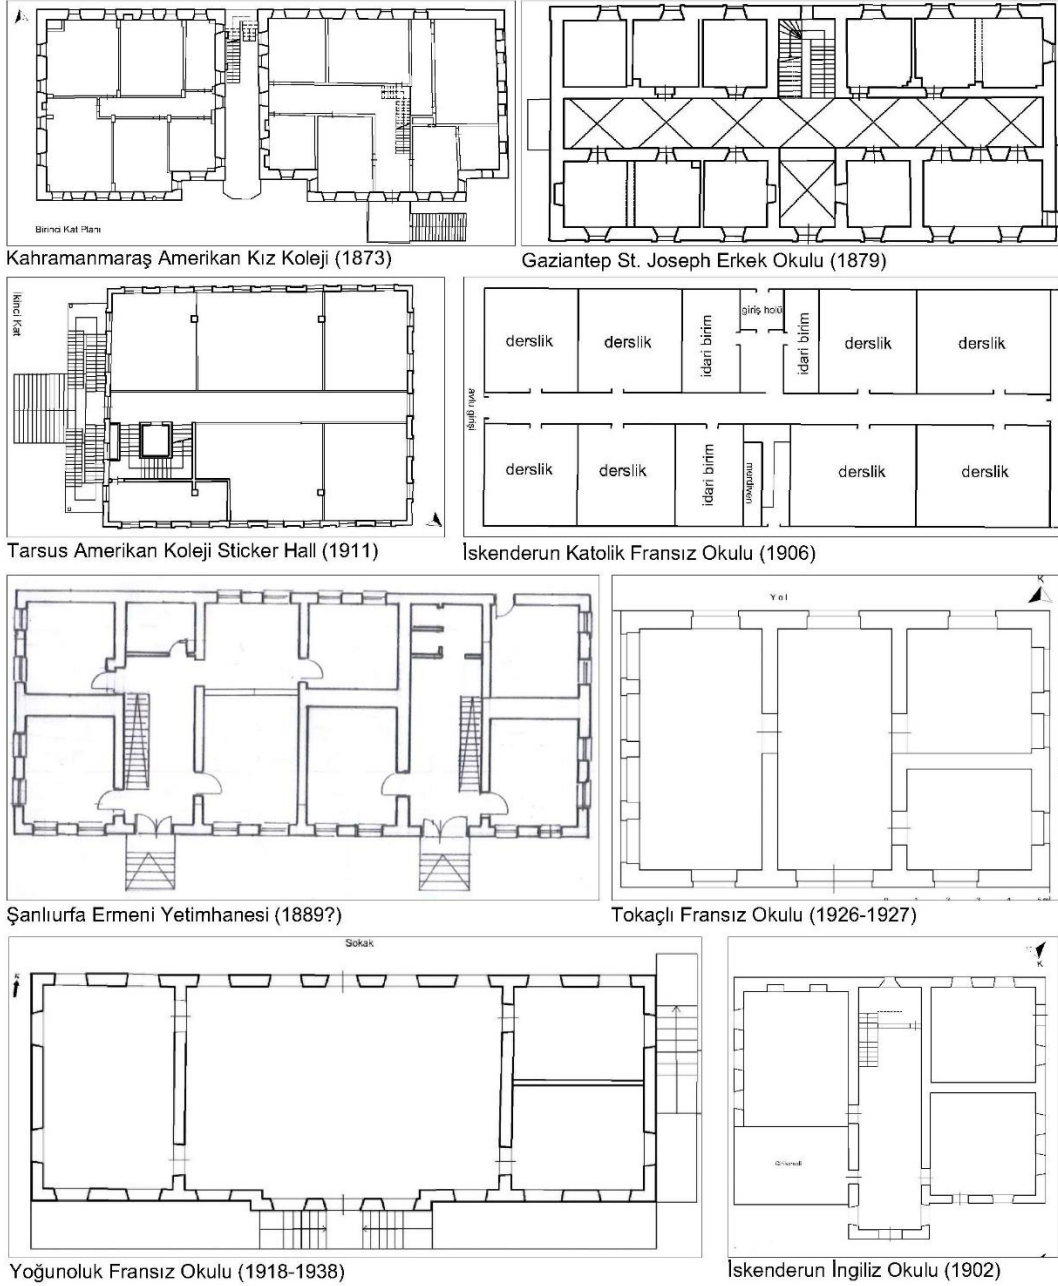 Birinci Kat Planı
Kahramanmaraş Amerikan Kız Koleji (1873)
Gaziantep St. Joseph Erkek Okulu (1879)
İkinci Kat
Tarsus Amerikan Koleji Sticker Hall (1911)
derslik
derslik
idari birim
giriş holü
idari birim
derslik
derslik
avlu girişi
derslik
derslik
idari birim
merdiven
derslik
derslik
İskenderun Katolik Fransız Okulu (1906)
Şanlıurfa Ermeni Yetimhanesi (1889?)
Yol
K
Tokaçlı Fransız Okulu (1926-1927)
Sokak
Yoğunoluk Fransız Okulu (1918-1938)
K
İskenderun İngiliz Okulu (1902)